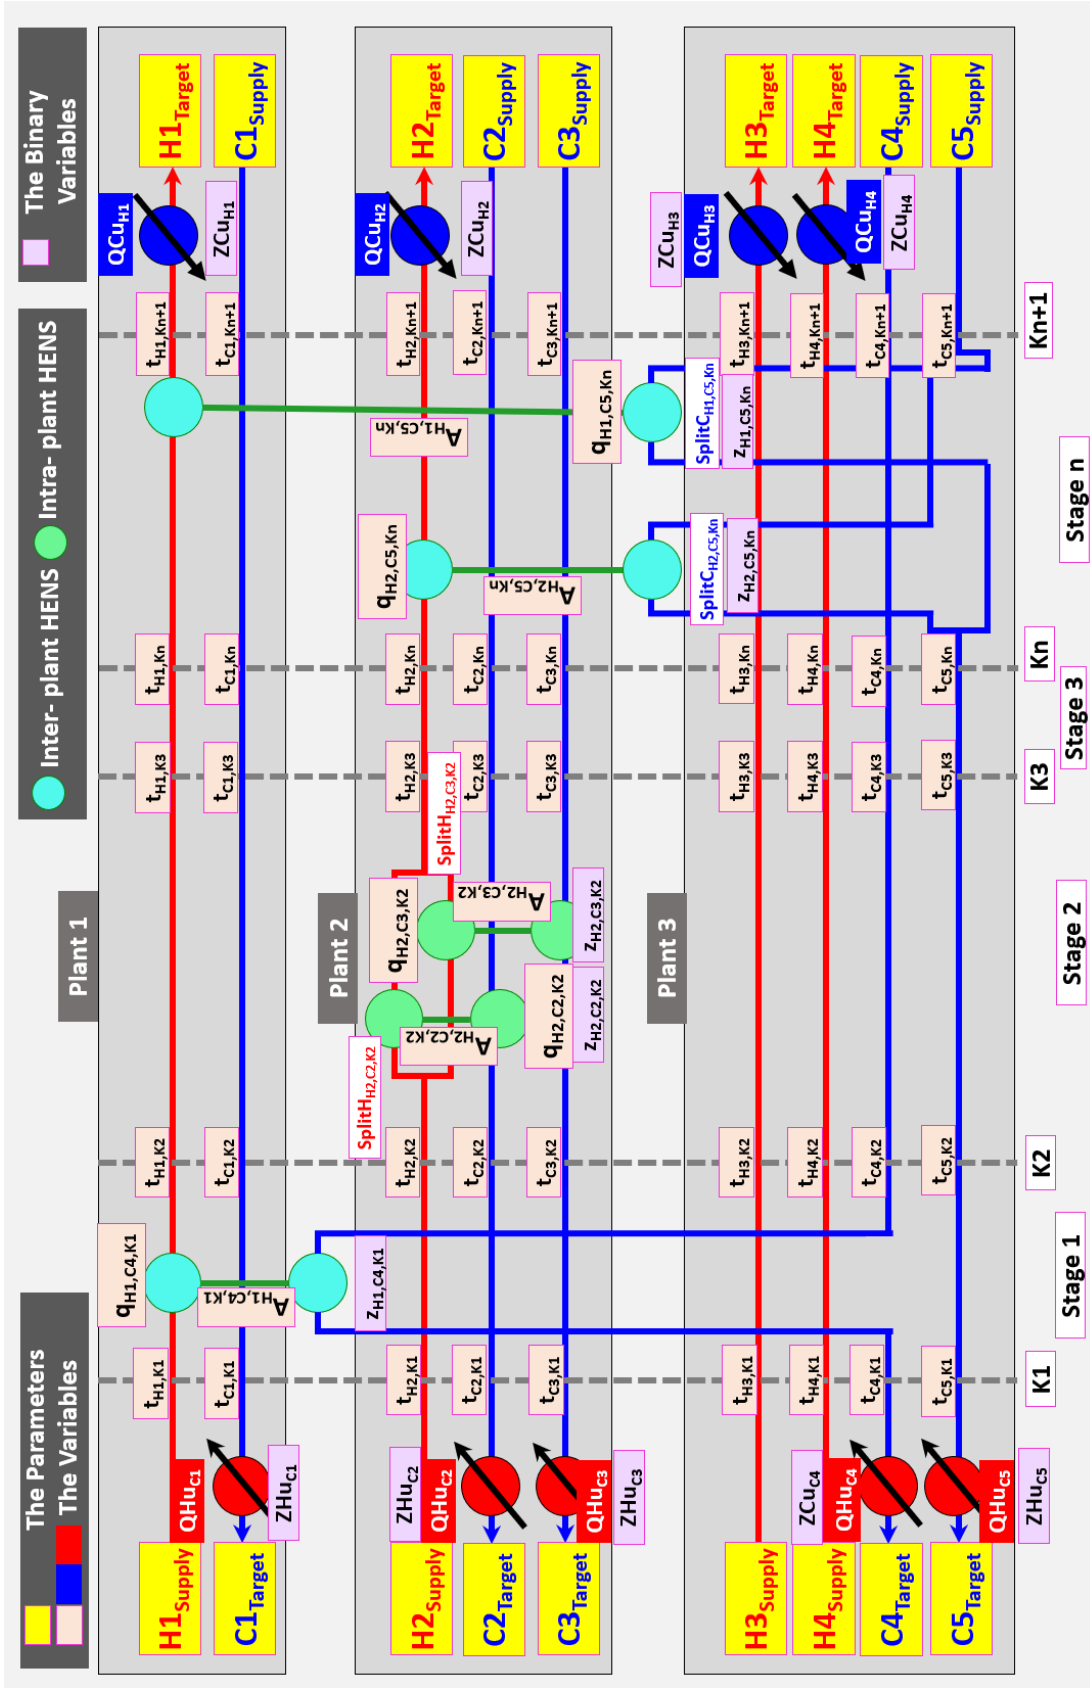 The Parameters
The Variables
Inter- plant HENS
Intra- plant HENS
The Binary
Variables
Plant 1
qH1,C4,K1
QCuH1
H1Supply
QHuC1
tH1,K1
tH1,K2
tH1,K3
tH1,Kn
tH1,Kn+1
H1Target
AH1,C4,K1
C1Target
ZHuC1
tC1,K1
tC1,K2
tC1,K3
tC1,Kn
tC1,Kn+1
ZCuH1
C1Supply
Plant 2
zH1,C4,K1
SplitHH2,C2,K2
qH2,C3,K2
qH2,C5,Kn
AH1,C5,Kn
QCuH2
H2Supply
ZHuC2
QHuC2
tH2,K1
tH2,K2
AH2,C2,K2
SplitHH2,C3,K2
tH2,K3
tH2,Kn
tH2,Kn+1
H2Target
C2Target
tC2,K1
tC2,K2
AH2,C3,K2
tC2,K3
tC2,Kn
AH2,C5,Kn
tC2,Kn+1
ZCuH2
C2Supply
C3Target
QHuC3
ZHuC3
tC3,K1
tC3,K2
qH2,C2,K2
zH2,C2,K2
zH2,C3,K2
tC3,K3
tC3,Kn
qH1,C5,Kn
tC3,Kn+1
C3Supply
Plant 3
SplitCH2,C5,Kn
zH2,C5,Kn
SplitCH1,C5,Kn
zH1,C5,Kn
ZCuH3
QCuH3
H3Supply
tH3,K1
tH3,K2
tH3,K3
tH3,Kn
tH3,Kn+1
H3Target
H4Supply
ZCuC4
QHuC4
tH4,K1
tH4,K2
tH4,K3
tH4,Kn
tH4,Kn+1
H4Target
C4Target
tC4,K1
tC4,K2
tC4,K3
tC4,Kn
tC4,Kn+1
QCuH4
ZCuH4
C4Supply
C5Target
QHuC5
ZHuC5
tC5,K1
tC5,K2
tC5,K3
tC5,Kn
tC5,Kn+1
C5Supply
K1
K2
K3
Kn
Kn+1
Stage 1
Stage 2
Stage 3
Stage n